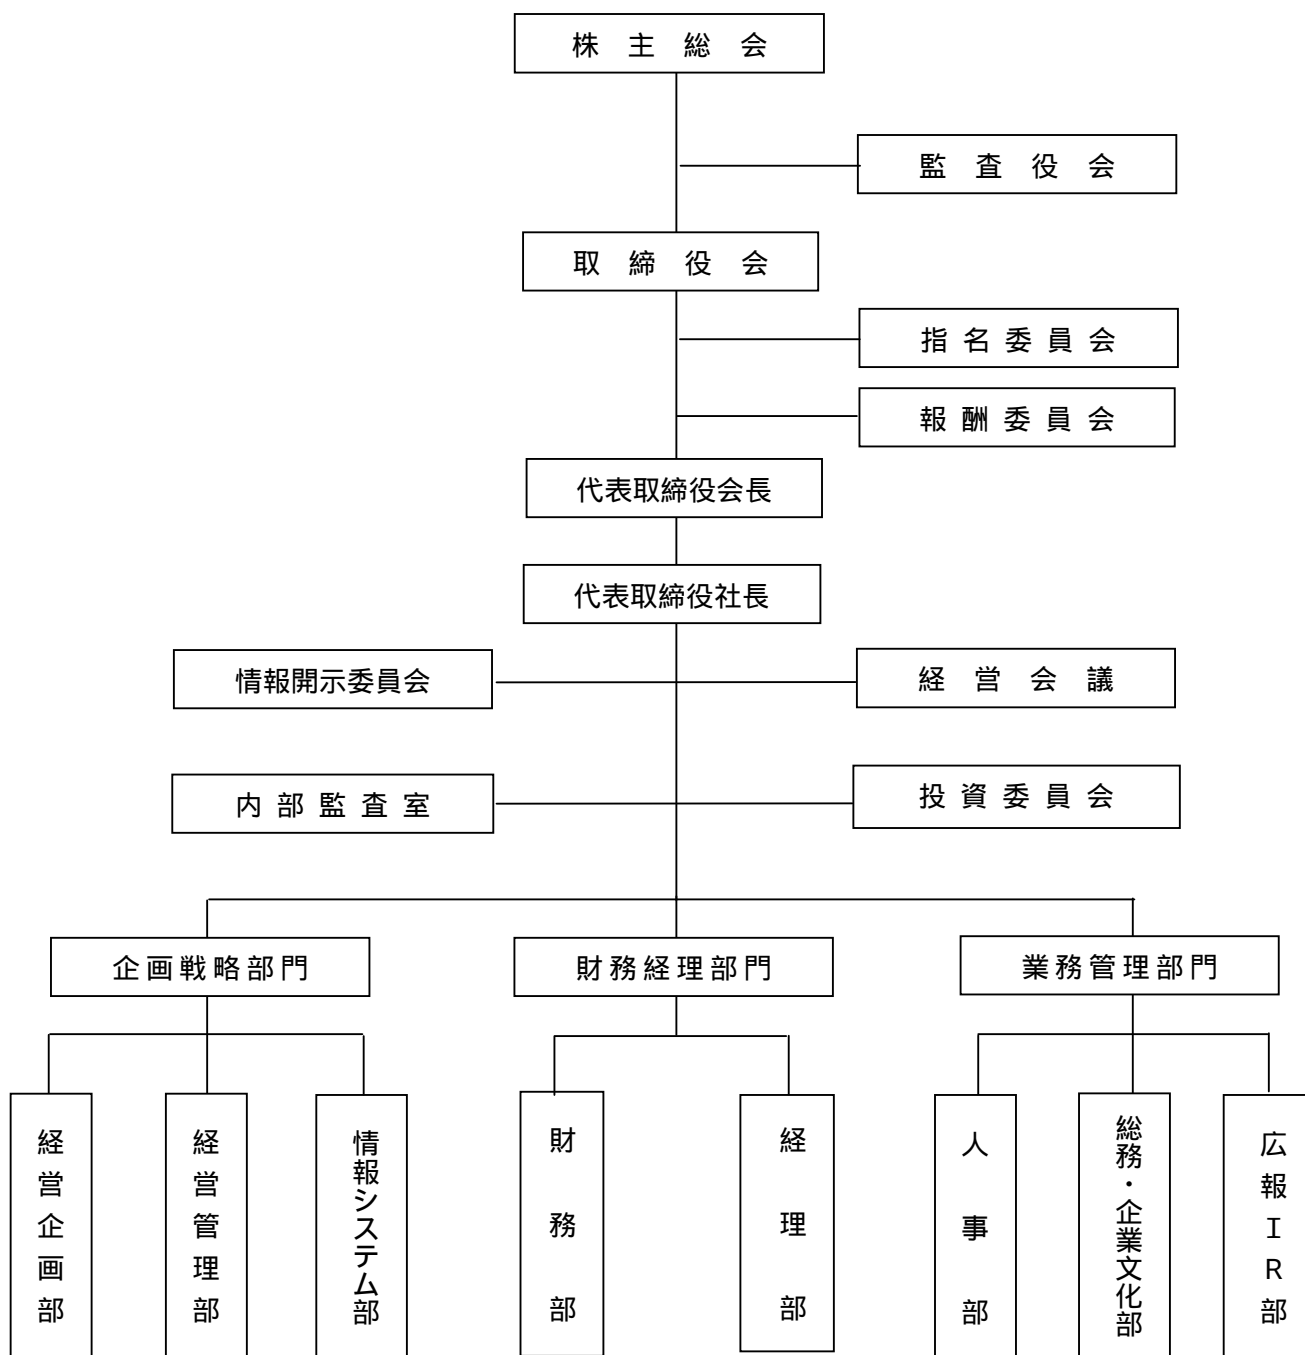 株主総会
監査役会
取締役会
指名委員会
報酬委員会
代表取締役会長
代表取締役社長
情報開示委員会
経営会議
内部監査室
投資委員会
企画戦略部門
財務経理部門
業務管理部門
経営企画部
経営管理部
情報システム部
財務部
経理部
人事部
総務・企業文化部
広報ＩＲ部